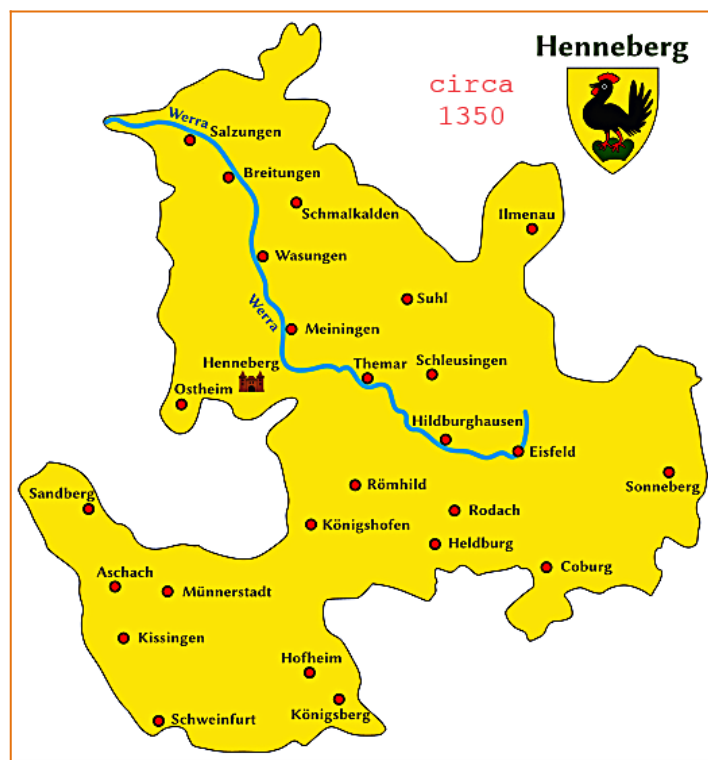 Henneberg
circa
1350
Werra
Salzungen
Breitungen
Schmalkalden
Ilmenau
Wasungen
Suhl
Werra
Meiningen
Henneberg
Themar
Schleusingen
Ostheim
Hildburghausen
Eisfeld
Sonneberg
Römhild
Sandberg
Rodach
Königshofen
Heldburg
Coburg
Aschach
Münnerstadt
Kissingen
Hofheim
Königsberg
Schweinfurt